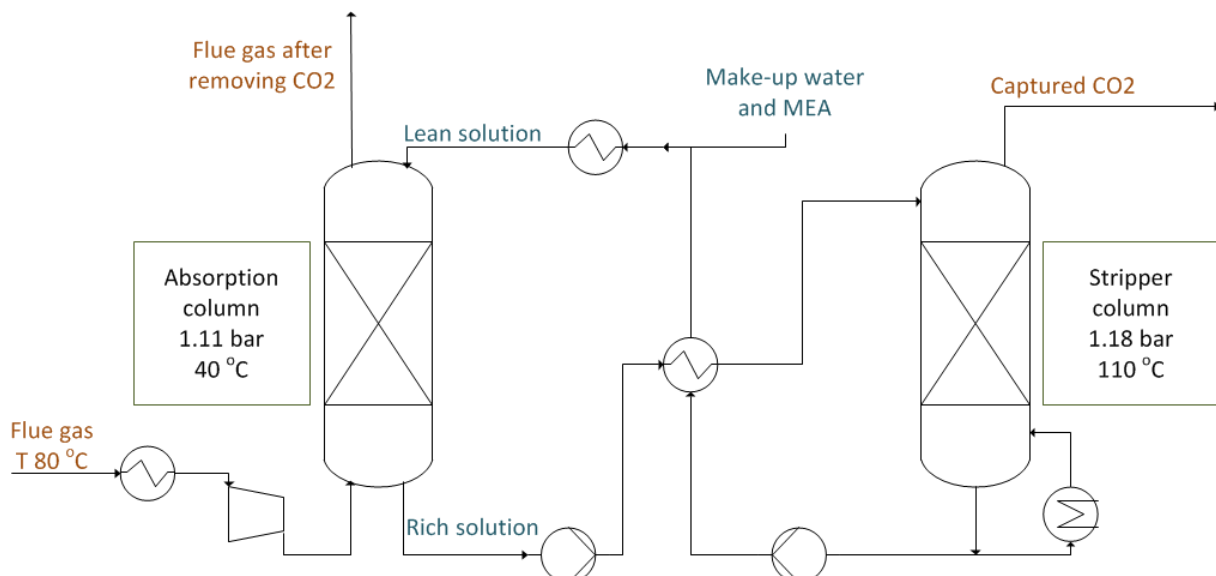 Flue gas after
removing CO2
Make-up water
and MEA
Captured CO2
Lean solution
Absorption
column
1.11 bar
40 °C
Stripper
column
1.18 bar
110 °C
Flue gas
T 80 °C
Rich solution